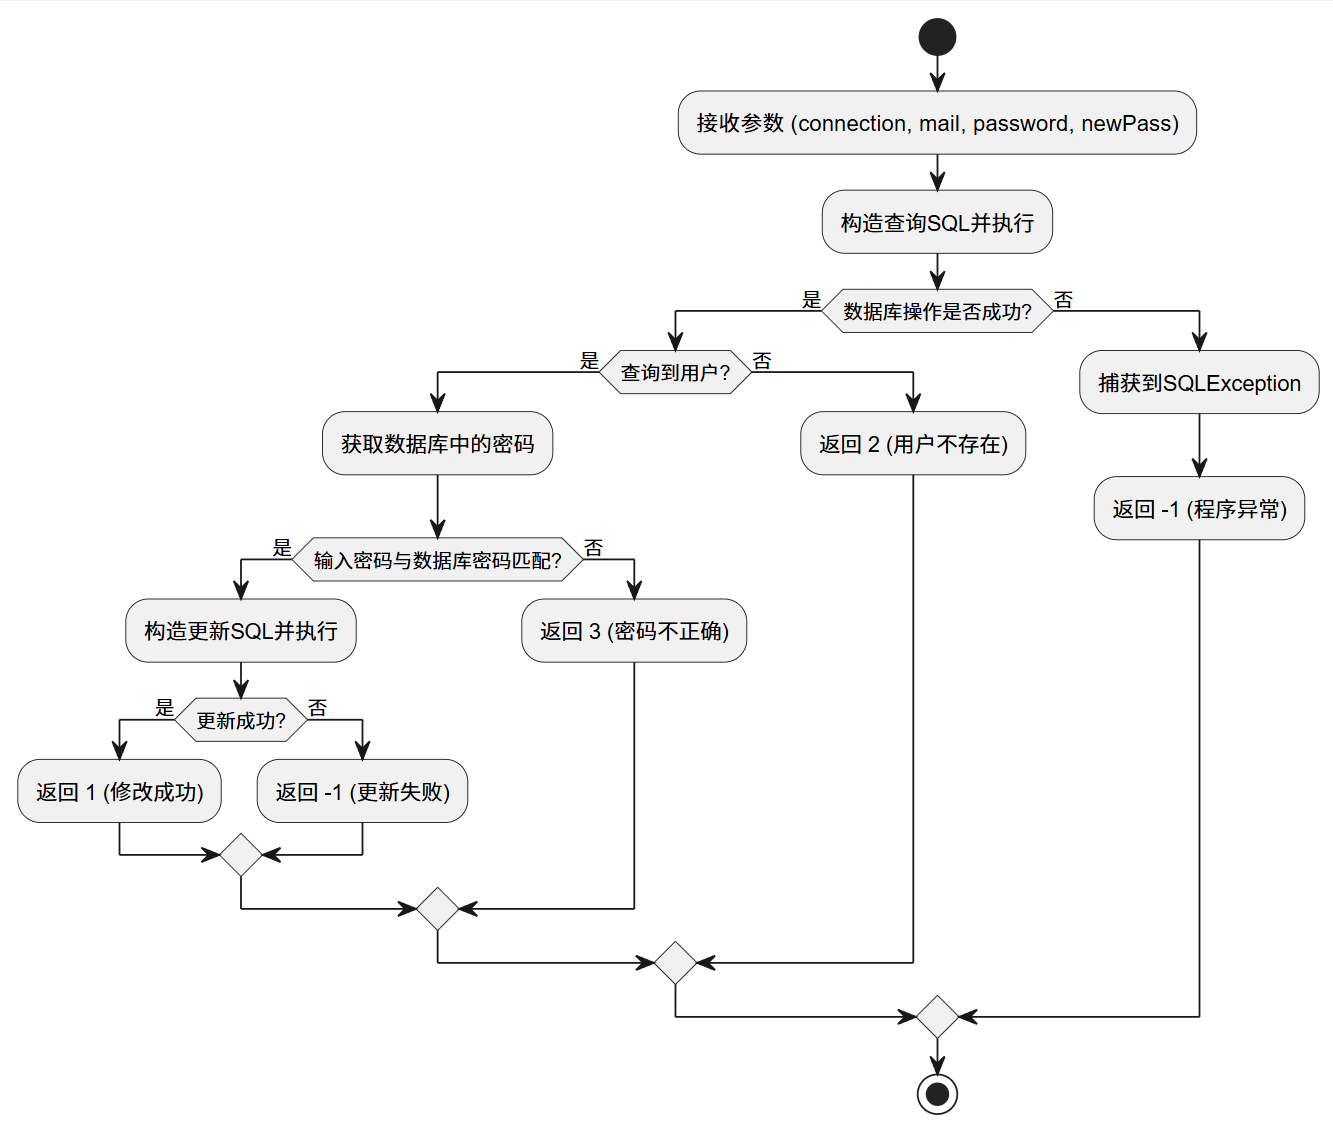 接收参数 (connection, mail, password, newPass)
构造查询SQL并执行
是
数据库操作是否成功?
否
是
查询到用户?
否
捕获到SQLException
获取数据库中的密码
返回 2 (用户不存在)
返回 -1 (程序异常)
是
输入密码与数据库密码匹配?
否
构造更新SQL并执行
返回 3 (密码不正确)
是
更新成功?
否
返回 1 (修改成功)
返回 -1 (更新失败)